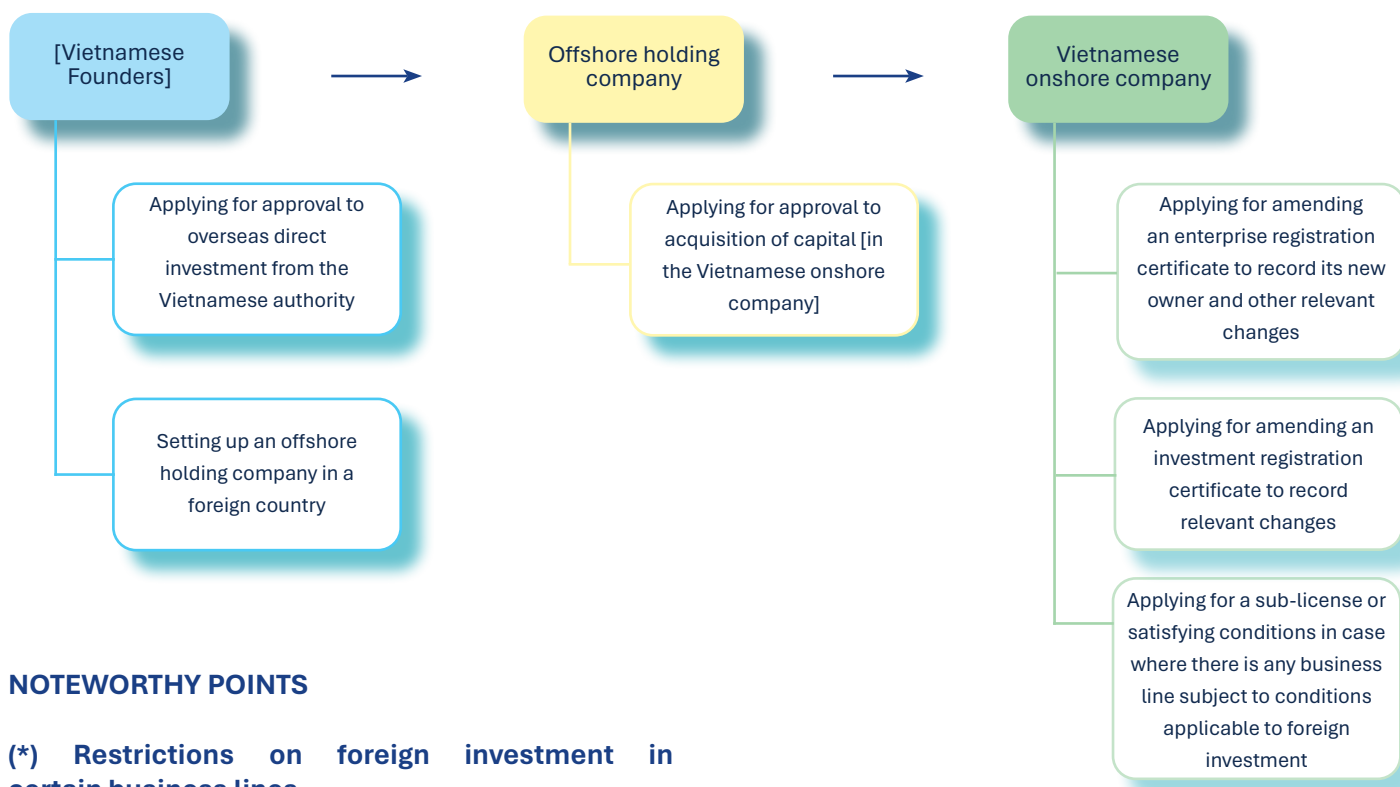 [Vietnamese
Founders]
Offshore holding
company
Vietnamese
onshore company
Applying for approval to
overseas direct
investment from the
Vietnamese authority
Setting up an offshore
holding company in a
foreign country
Applying for approval to
acquisition of capital [in
the Vietnamese onshore
company]
Applying for amending
an enterprise registration
certificate to record its new
owner and other relevant
changes
Applying for amending an
investment registration
certificate to record
relevant changes
Applying for a sub-license or
satisfying conditions in case
where there is any business
line subject to conditions
applicable to foreign
investment
NOTEWORTHY POINTS
(*) Restrictions on foreign investment in
certain business lines